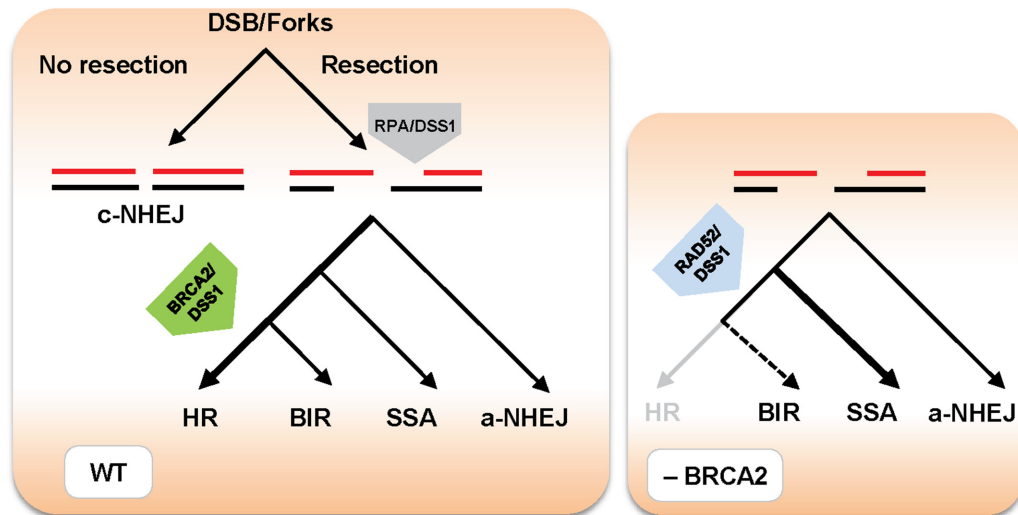 DSB/Forks
No resection
Resection
RPA/DSS1
c-NHEJ
BRCA2/
DSS1
HR
BIR
SSA
a-NHEJ
WT
RAD52/
DSS1
HR
BIR
SSA
a-NHEJ
– BRCA2